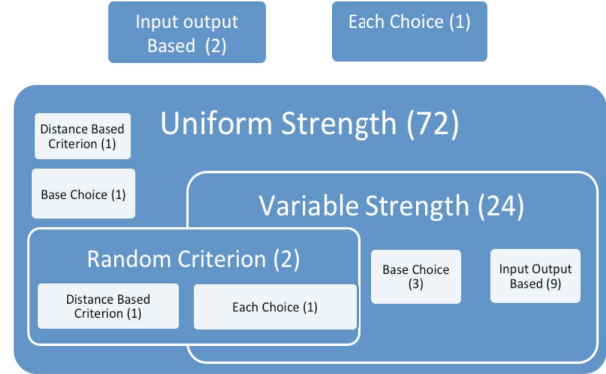 Input output
Based (2)
Each Choice (1)
Uniform Strength (72)
Distance Based
Criterion (1)
Base Choice (1)
Variable Strength (24)
Random Criterion (2)
Distance Based
Criterion (1)
Each Choice (1)
Base Choice
(3)
Input Output
Based (9)